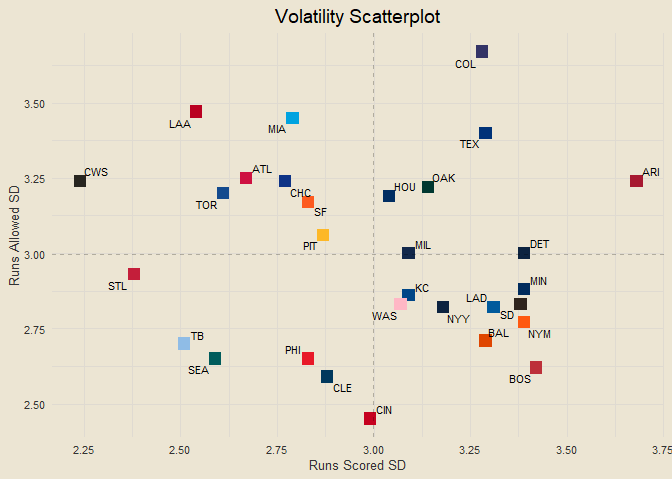 Volatility Scatterplot
COL
3.50
LAA
MIA
TEX
CWS
ATL
OAK
ARI
3.25
CHC
HOU
TOR
SF
PIT
MIL
DET
3.00
STL
KC
LAD
MIN
WAS
NYY
SD
2.75
TB
BAL
NYM
PHI
SEA
BOS
CLE
2.50
CIN
2.25
2.50
2.75
3.00
3.25
3.50
3.75
Runs Scored SD
Runs Allowed SD